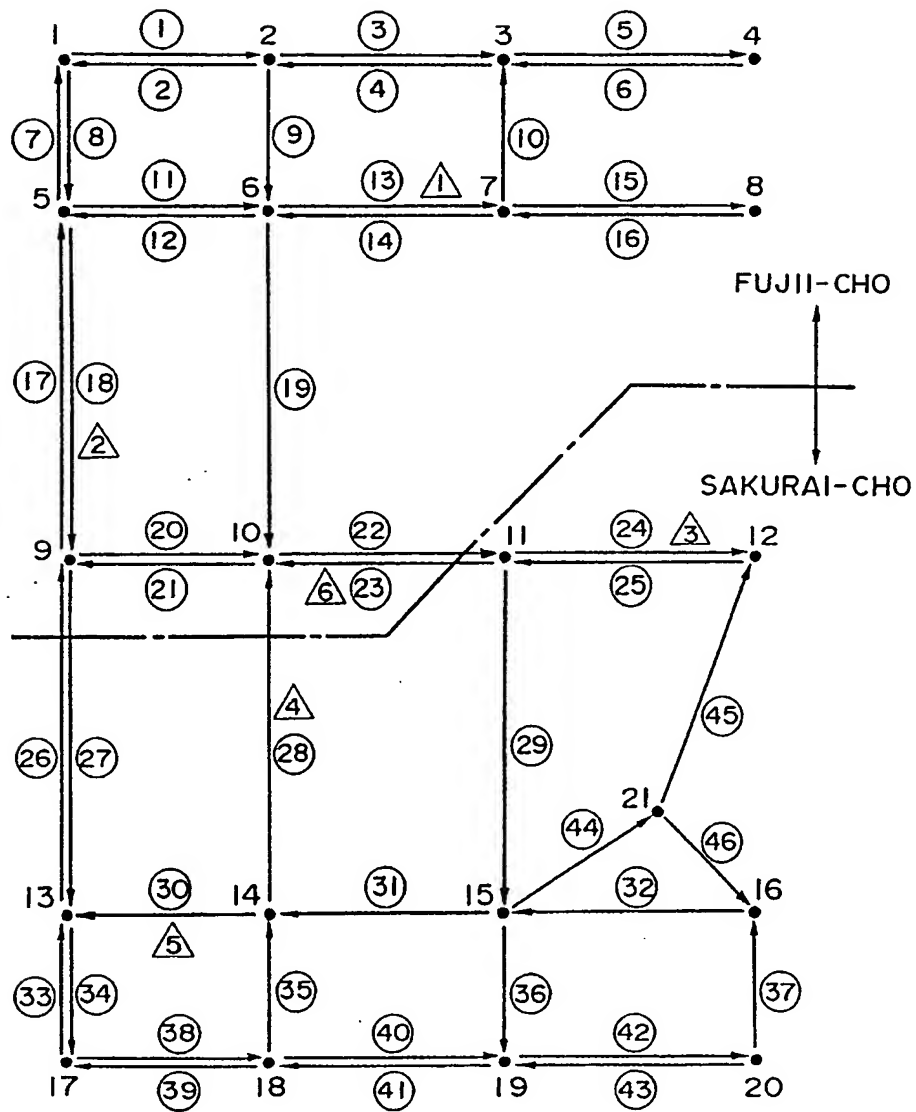 1 ① 2 ③ 3 ⑤ 4
② ④ ⑥
⑦ ⑧ ⑨ ⑩
5 ⑪ 6 ⑬ 1 7 ⑮ 8
⑫ ⑭ ⑯
FUJII-CHO
⑰ ⑱ ⑲
2
SAKURAI-CHO
9 ⑳ 10 22 11 24 3 12
21 6 23 25
4
26 27 28 29 45
21
44 46
13 30 14 31 15 32 16
5
33 34 35 36 37
38 40 42
17 39 18 41 19 43 20